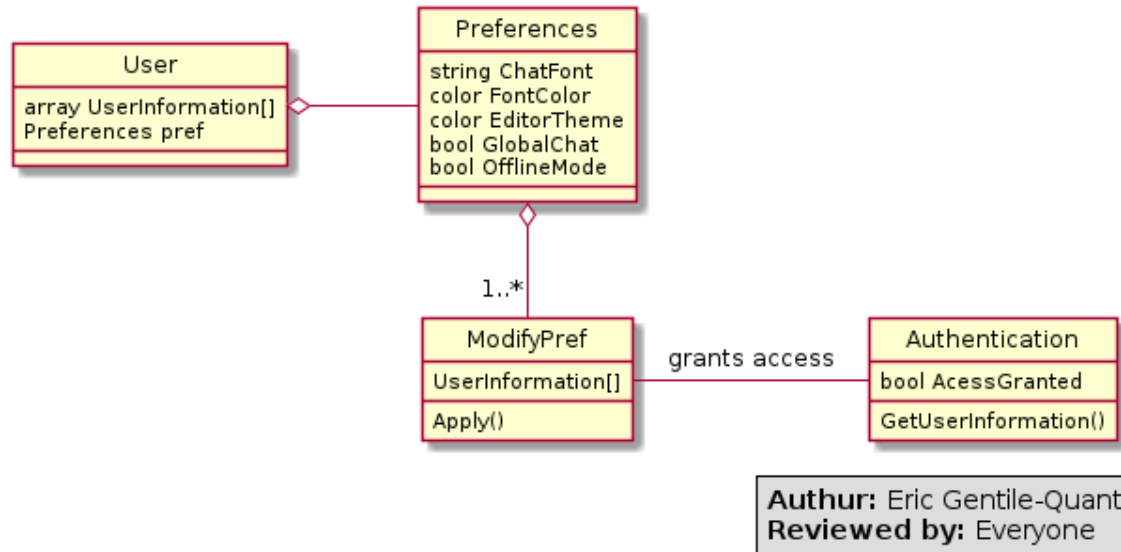 User
array UserInformation[]
Preferences pref
Preferences
string ChatFont
color FontColor
color EditorTheme
bool GlobalChat
bool OfflineMode
1..*
ModifyPref
UserInformation[]
Apply()
grants access
Authentication
bool AcessGranted
GetUserInformation()
Authur: Eric Gentile-Quant
Reviewed by: Everyone